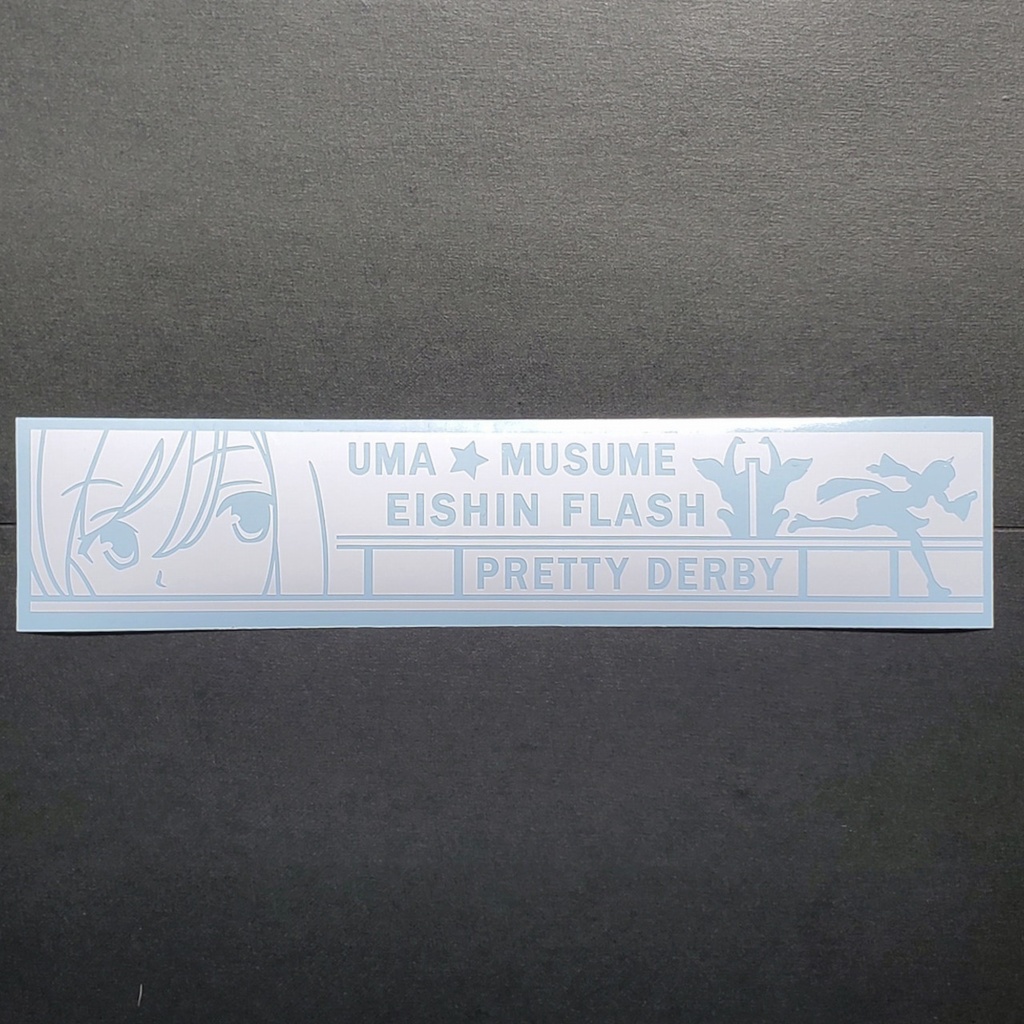 UMA ★ MUSUME
EISHIN FLASH
PRETTY DERBY